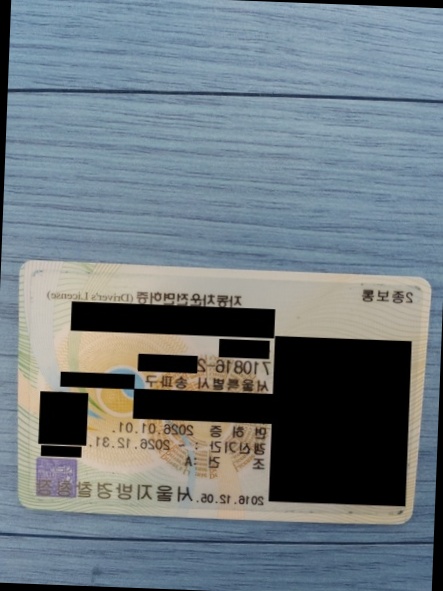 2종보통
자동차운전면허증 (Driver's License)
710816-2
서울특별시 송파구
면 허 증 2026.01.01.
갱신기간 : 2026.12.31.
조 건 : A
2016.12.05. 서울지방경찰청장